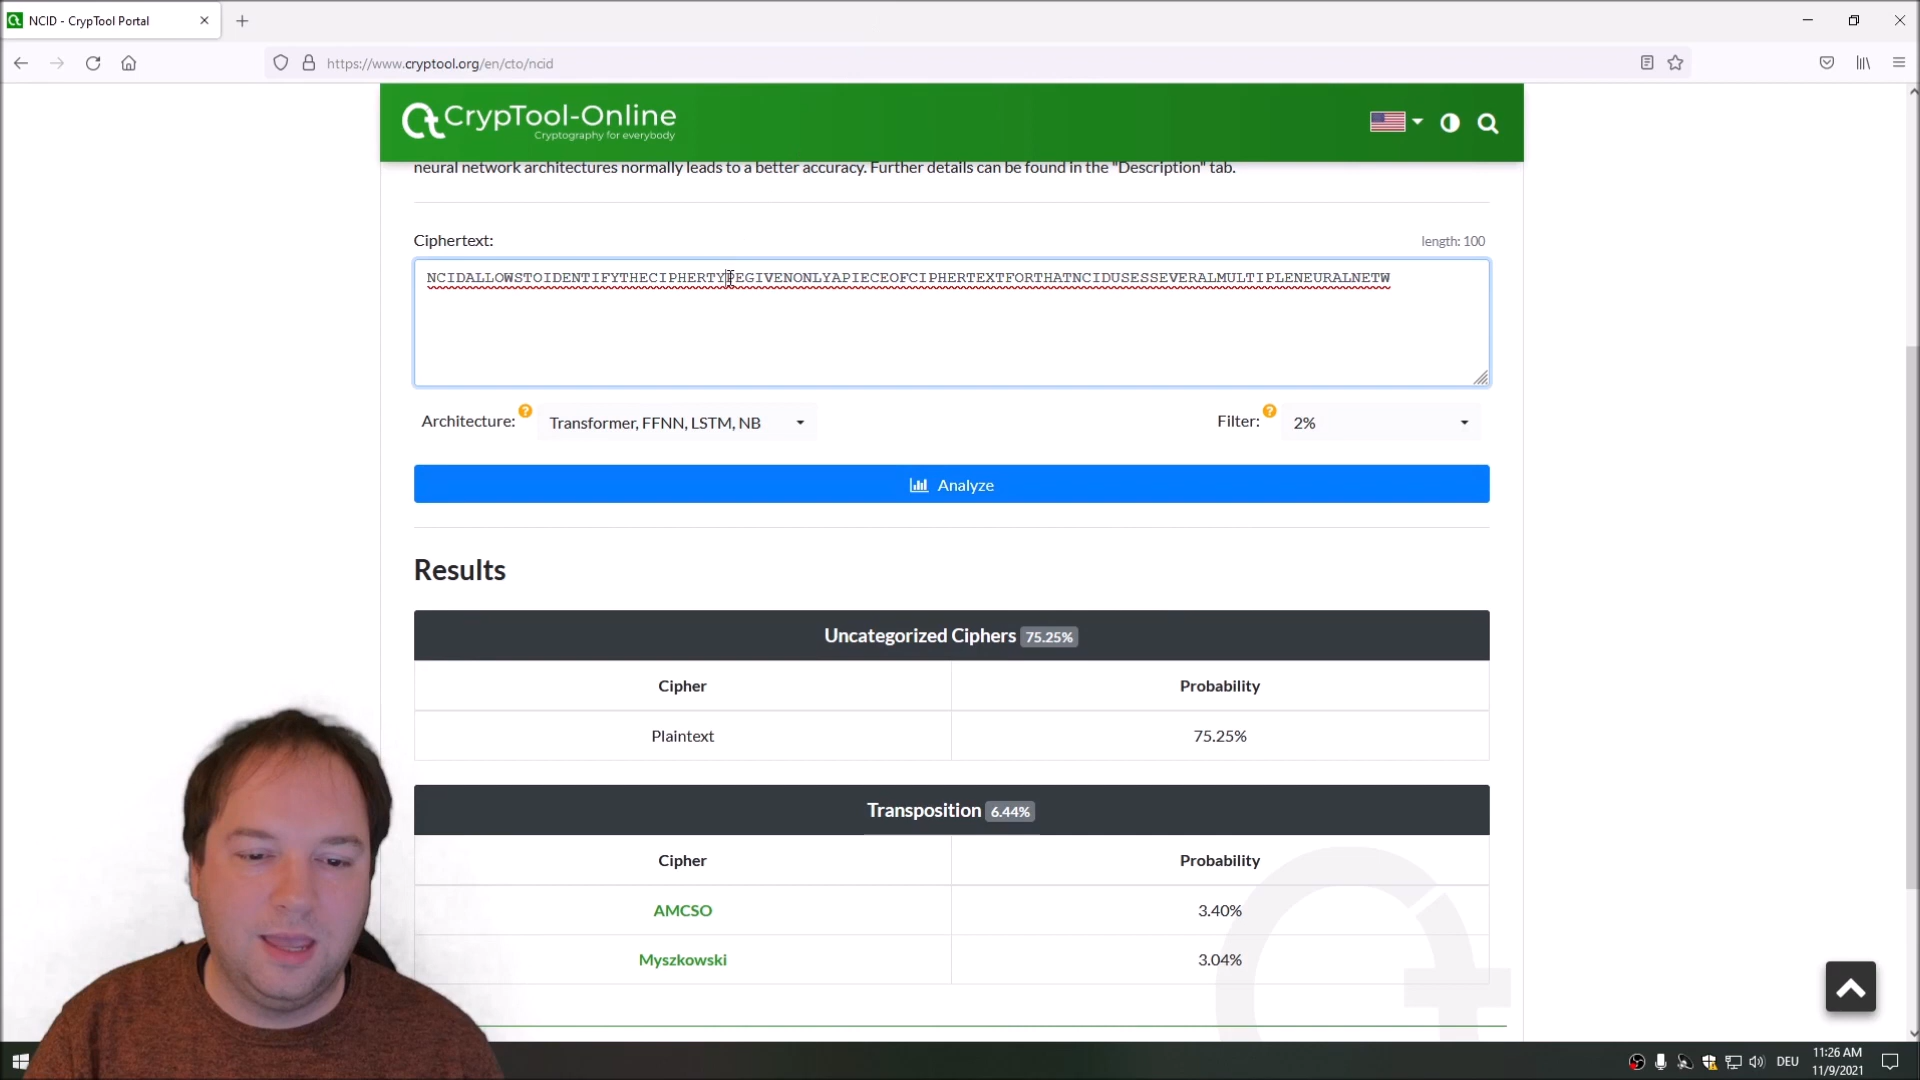 NCID - CrypTool Portal
https://www.cryptool.org/en/cto/ncid
CrypTool-Online
Cryptography for everybody
neural network architectures normally leads to a better accuracy. Further details can be found in the "Description" tab.
Ciphertext:
length: 100
NCIDALLOWSTOIDENTIFYTHECIPHERTYPEGIVENONLYAPIECEOFCIPHERTEXTFORTHATNCIDUSESSEVERALMULTIPLENEURALNETW
Architecture: ? Transformer, FFNN, LSTM, NB
Filter: ? 2%
Analyze
Results
Uncategorized Ciphers 75.25%
Cipher Probability
Plaintext 75.25%
Transposition 6.44%
Cipher Probability
AMCSO 3.40%
Myszkowski 3.04%
DEU
11:26 AM
11/9/2021